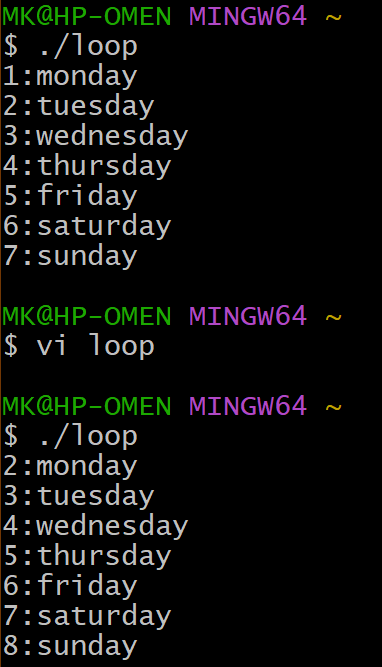 MK@HP-OMEN MINGW64 ~
$ ./loop
1:monday
2:tuesday
3:wednesday
4:thursday
5:friday
6:saturday
7:sunday
MK@HP-OMEN MINGW64 ~
$ vi loop
MK@HP-OMEN MINGW64 ~
$ ./loop
2:monday
3:tuesday
4:wednesday
5:thursday
6:friday
7:saturday
8:sunday